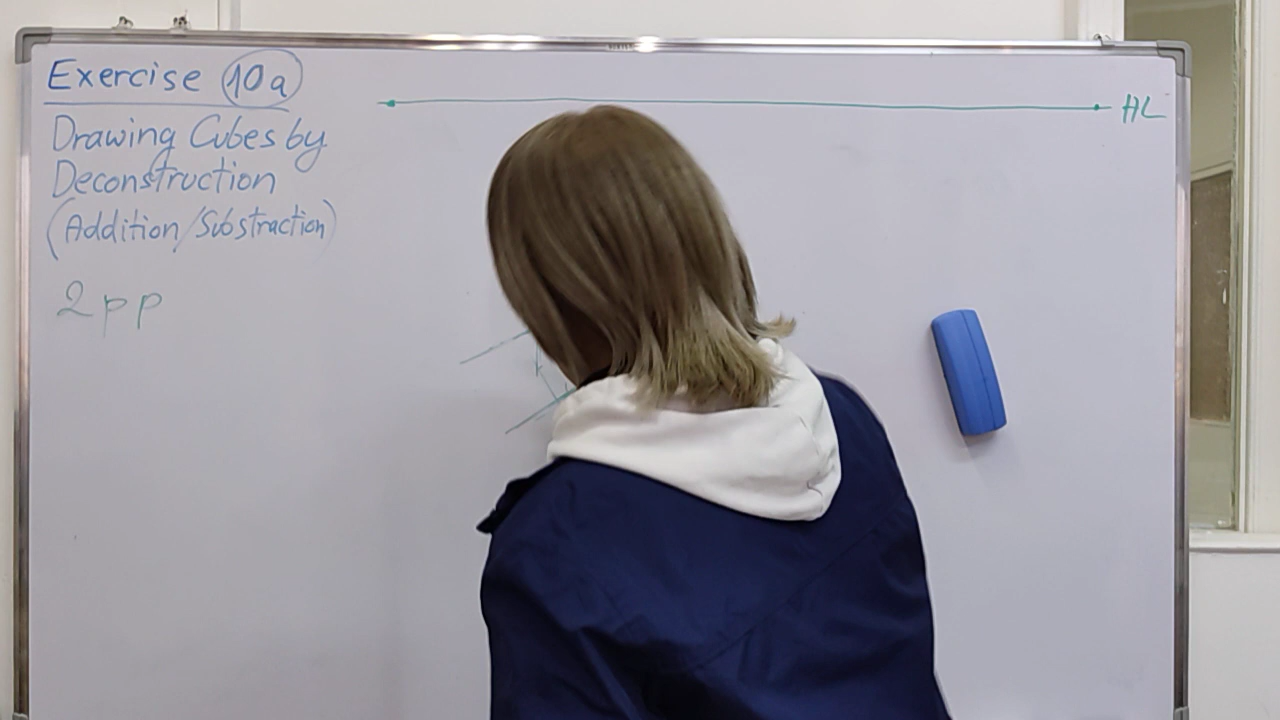 Exercise 10a
HL
Drawing Cubes by
Deconstruction
(Addition/Substraction)
2pp